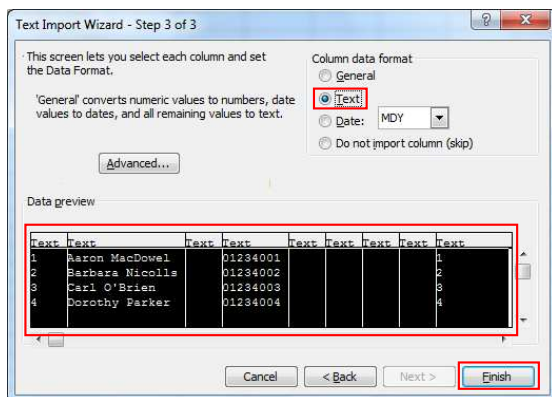 Text Import Wizard - Step 3 of 3
This screen lets you select each column and set
the Data Format.
'General' converts numeric values to numbers, date
values to dates, and all remaining values to text.
Advanced...
Column data format
General
Text
Date: MDY
Do not import column (skip)
Data preview
Text Text Text Text Text Text Text Text Text
1 Aaron MacDowel 01234001 1
2 Barbara Nicolls 01234002 2
3 Carl O'Brien 01234003 3
4 Dorothy Parker 01234004 4
Cancel < Back Next > Finish